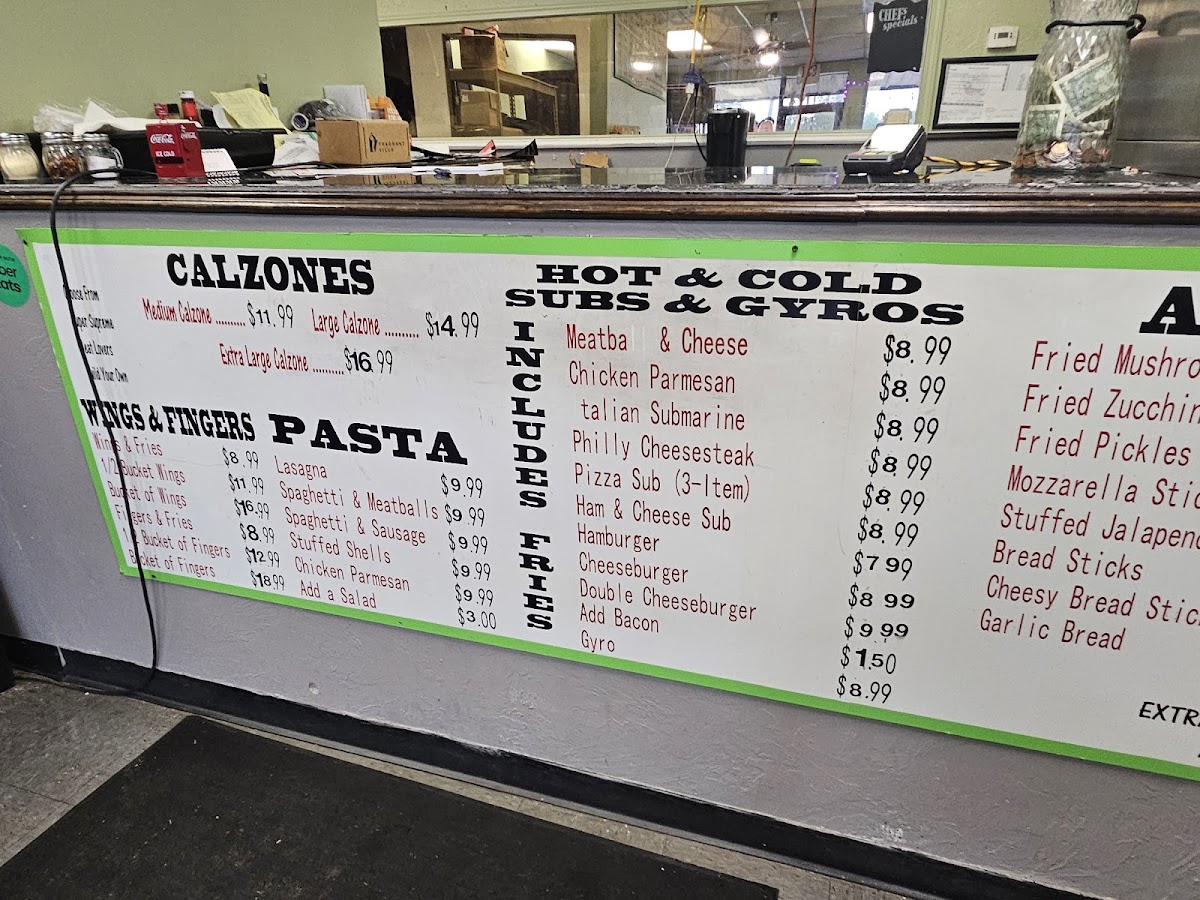 CHEFs
specials
Coca-Cola
ICE COLD
CALZONES
Medium Calzone ......... $11.99 Large Calzone .......... $14.99
Extra Large Calzone .........$16.99
WINGS & FINGERS
Wings & Fries $8.99
1/2 Bucket Wings $11.99
Bucket of Wings $16.99
Fingers & Fries $8.99
Bucket of Fingers $12.99
Bucket of Fingers $18.99
PASTA
Lasagna $9.99
Spaghetti & Meatballs $9.99
Spaghetti & Sausage $9.99
Stuffed Shells $9.99
Chicken Parmesan $9.99
Add a Salad $3.00
HOT & COLD
SUBS & GYROS
INCLUDES FRIES
Meatba & Cheese $8.99
Chicken Parmesan $8.99
talian Submarine $8.99
Philly Cheesesteak $8.99
Pizza Sub (3-Item) $8.99
Ham & Cheese Sub $8.99
Hamburger $7 99
Cheeseburger $8 99
Double Cheeseburger $9 99
Add Bacon $1.50
Gyro $8.99
A
Fried Mushro
Fried Zucchin
Fried Pickles
Mozzarella Stic
Stuffed Jalapeno
Bread Sticks
Cheesy Bread Stick
Garlic Bread
EXTR